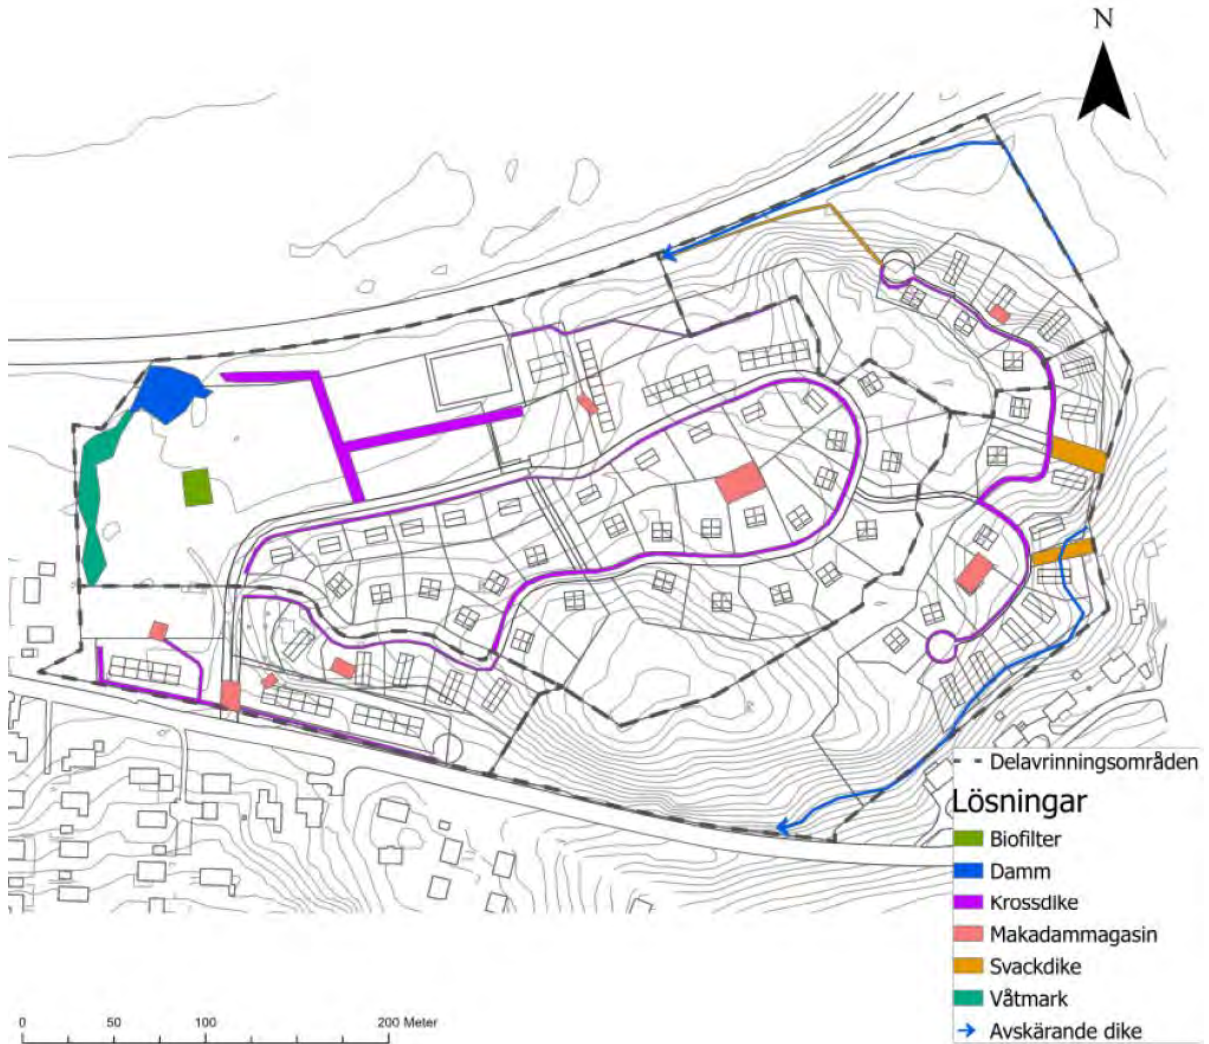 N
Delavrinningsområden
Lösningar
Biofilter
Damm
Krossdike
Makadammagasin
Svackdike
Våtmark
Avskärande dike
0 50 100 200 Meter